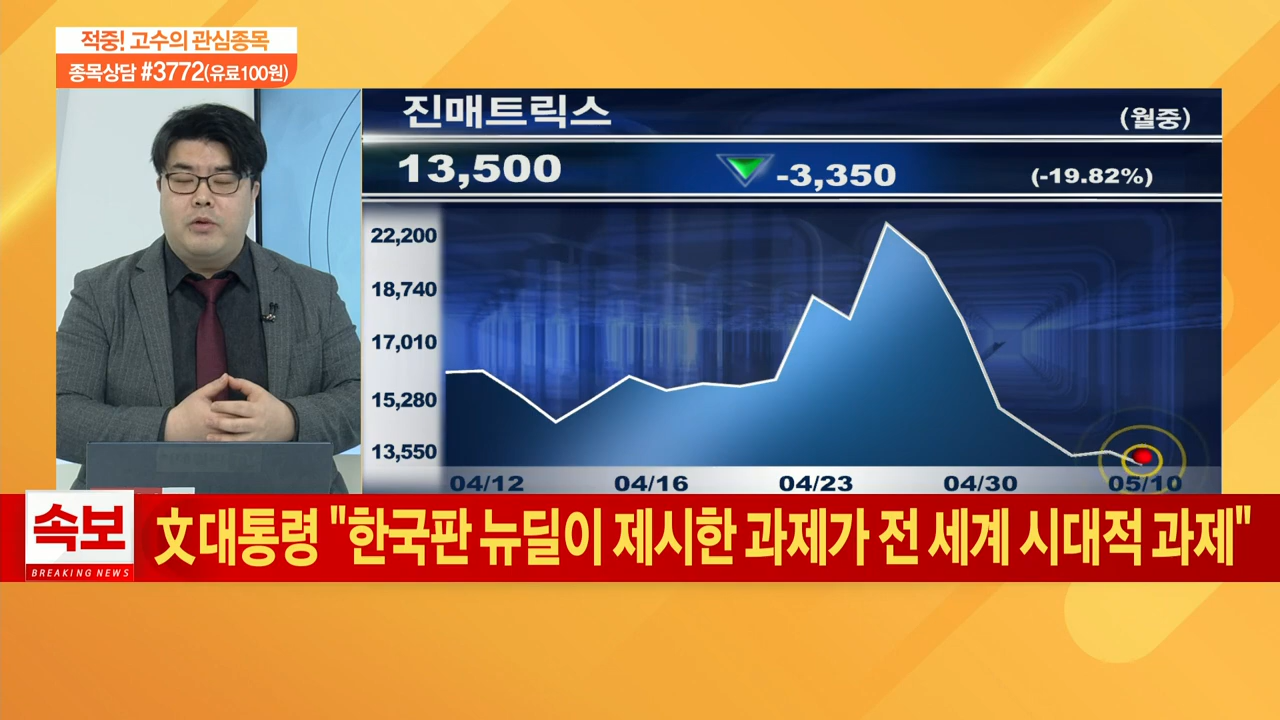 적중! 고수의 관심종목
종목상담 #3772(유료100원)
진매트릭스
(월중)
13,500
-3,350
(-19.82%)
22,200
18,740
17,010
15,280
13,550
04/12
04/16
04/23
04/30
05/10
속보
BREAKING NEWS
文대통령 "한국판 뉴딜이 제시한 과제가 전 세계 시대적 과제"